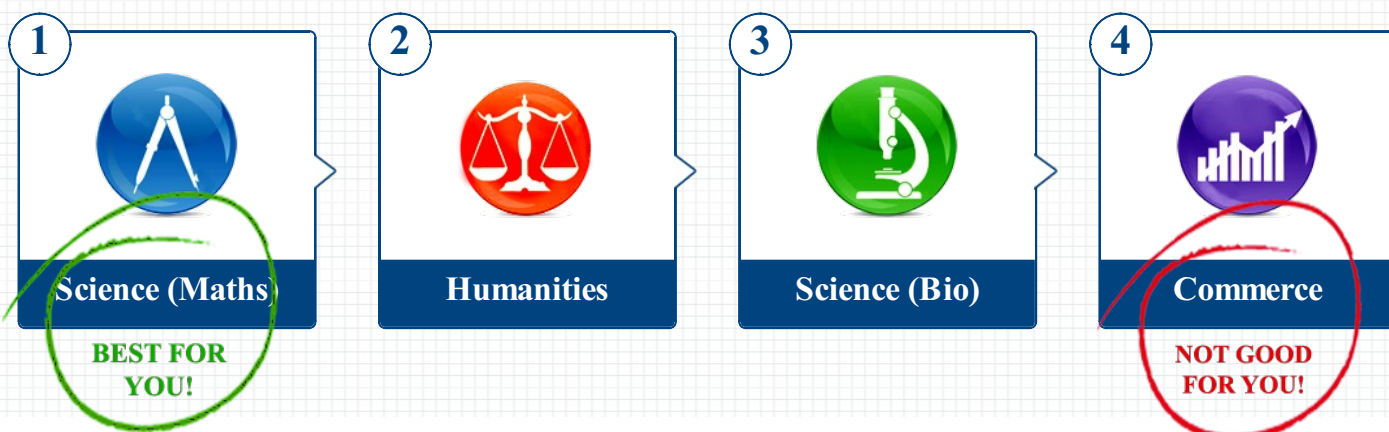 1
2
3
4
Science (Maths)
Humanities
Science (Bio)
Commerce
BEST FOR
YOU!
NOT GOOD
FOR YOU!